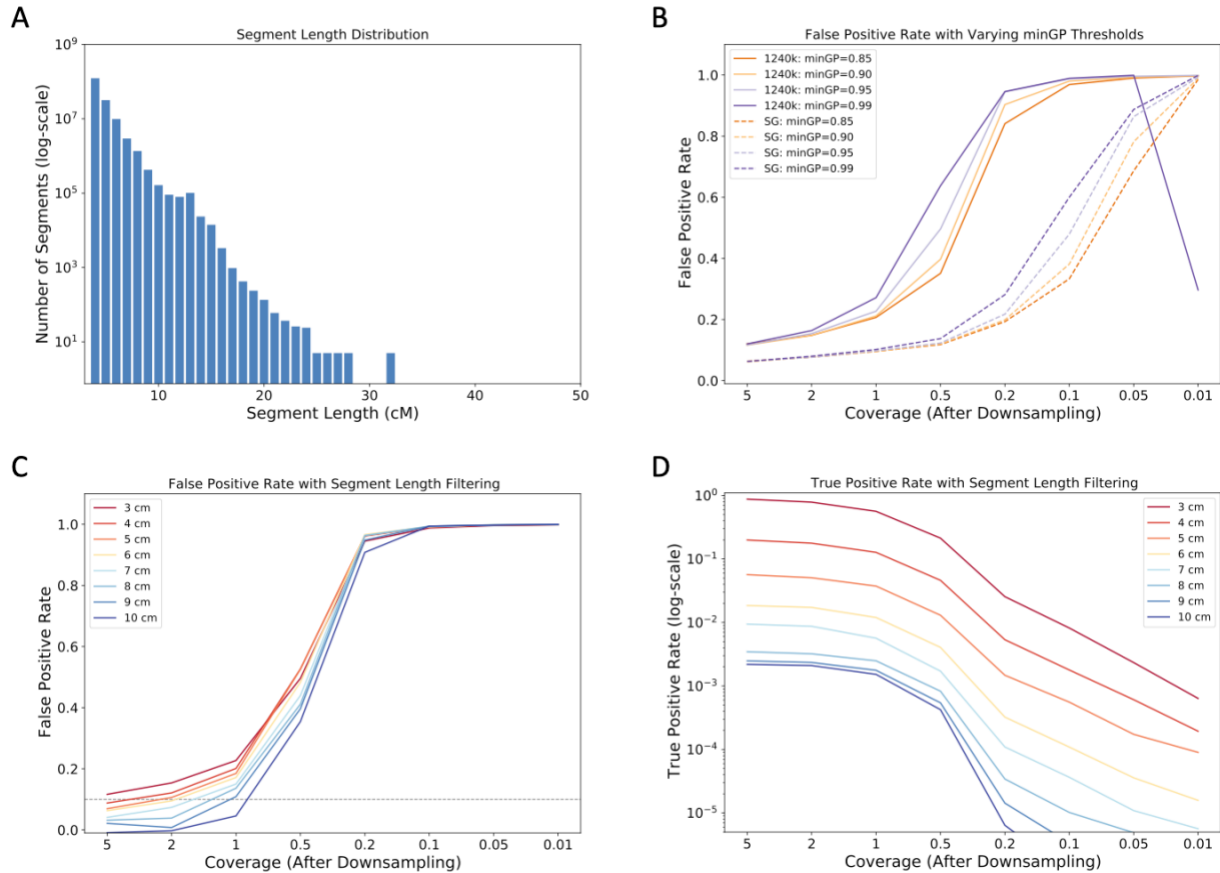 A
Segment Length Distribution
Number of Segments (log-scale)
10^9
10^7
10^5
10^3
10^1
10 20 30 40 50
Segment Length (cM)
B
False Positive Rate with Varying minGP Thresholds
False Positive Rate
1.0
0.8
0.6
0.4
0.2
0.0
1240k: minGP=0.85
1240k: minGP=0.90
1240k: minGP=0.95
1240k: minGP=0.99
SG: minGP=0.85
SG: minGP=0.90
SG: minGP=0.95
SG: minGP=0.99
5 2 1 0.5 0.2 0.1 0.05 0.01
Coverage (After Downsampling)
C
False Positive Rate with Segment Length Filtering
False Positive Rate
1.0
0.8
0.6
0.4
0.2
0.0
3 cm
4 cm
5 cm
6 cm
7 cm
8 cm
9 cm
10 cm
5 2 1 0.5 0.2 0.1 0.05 0.01
Coverage (After Downsampling)
D
True Positive Rate with Segment Length Filtering
True Positive Rate (log-scale)
10^0
10^-1
10^-2
10^-3
10^-4
10^-5
3 cm
4 cm
5 cm
6 cm
7 cm
8 cm
9 cm
10 cm
5 2 1 0.5 0.2 0.1 0.05 0.01
Coverage (After Downsampling)